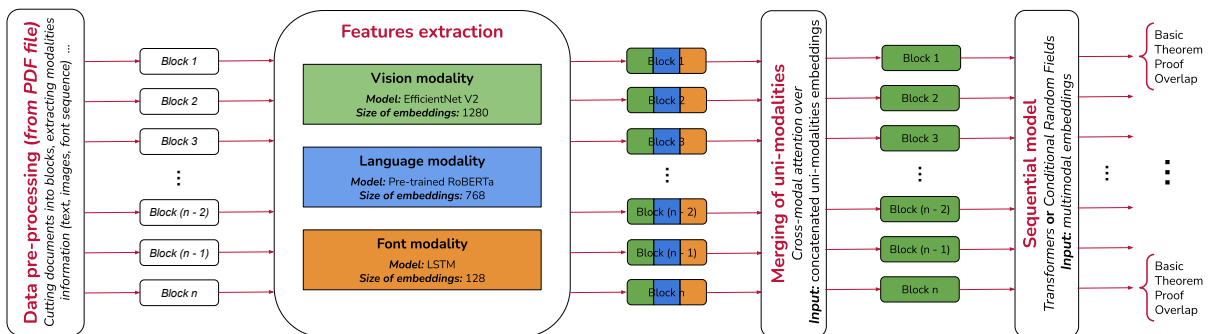 Data pre-processing (from PDF file)
Cutting documents into blocks, extracting modalities
information (text, images, font sequence) ...
Block 1
Block 2
Block 3
...
Block (n - 2)
Block (n - 1)
Block n
Features extraction
Vision modality
Model: EfficientNet V2
Size of embeddings: 1280
Language modality
Model: Pre-trained RoBERTa
Size of embeddings: 768
Font modality
Model: LSTM
Size of embeddings: 128
Block 1
Block 2
Block 3
...
Block (n - 2)
Block (n - 1)
Block n
Merging of uni-modalities
Cross-modal attention over
Input: concatenated uni-modalities embeddings
Block 1
Block 2
Block 3
...
Block (n - 2)
Block (n - 1)
Block n
Sequential model
Transformers or Conditional Random Fields
Input: multimodal embeddings
...
Basic
Theorem
Proof
Overlap
...
Basic
Theorem
Proof
Overlap